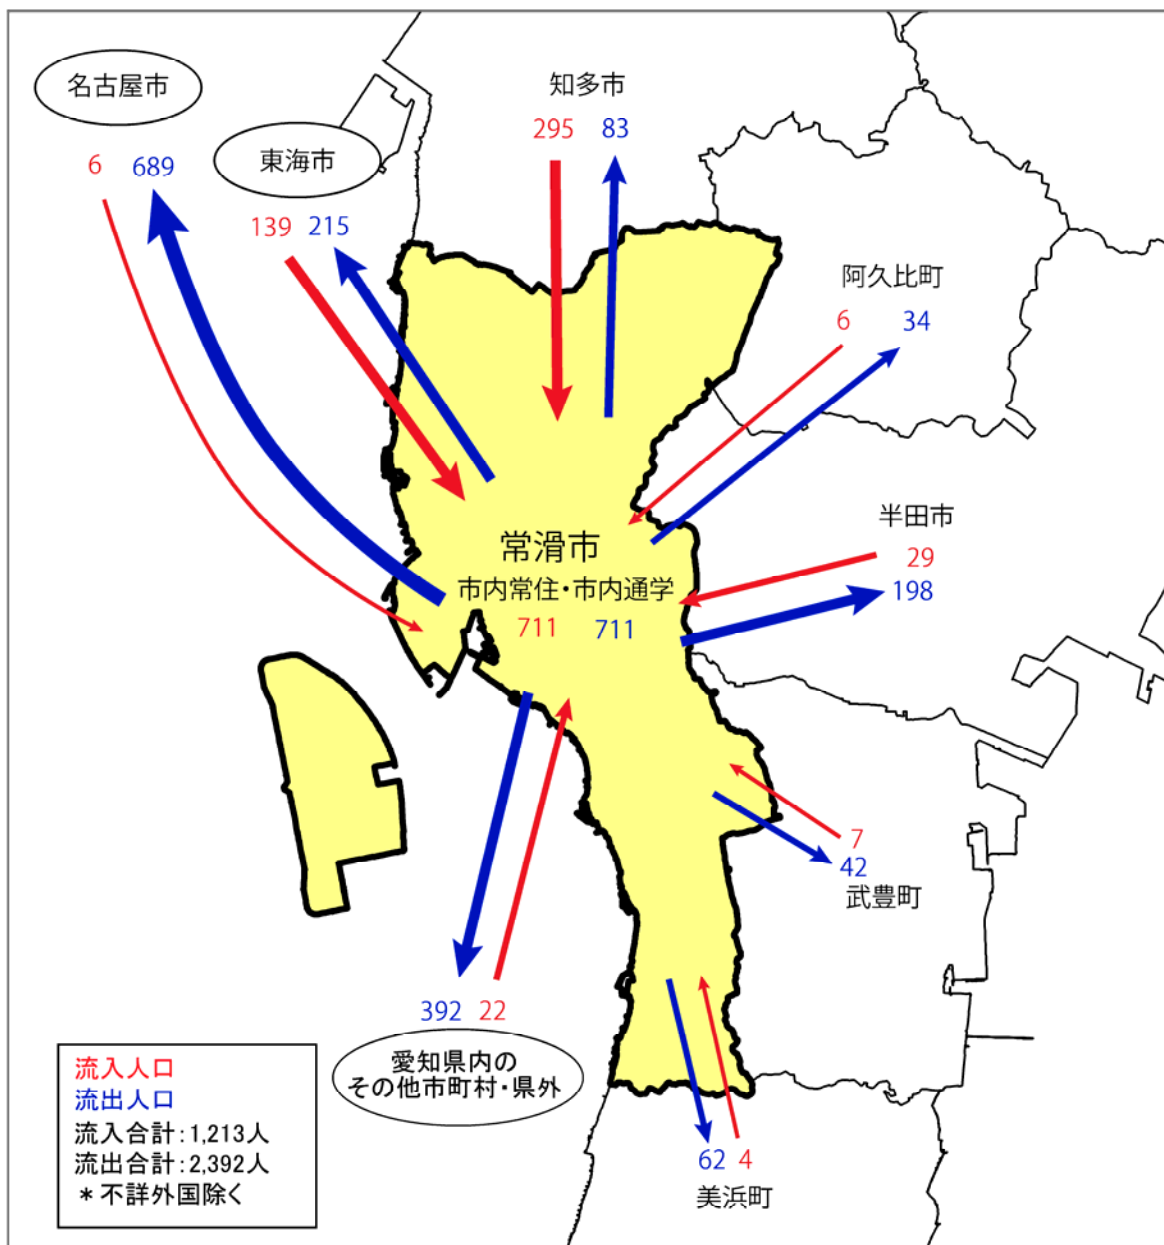 名古屋市
6 689
東海市
139 215
知多市
295 83
阿久比町
6 34
半田市
29
198
常滑市
市内常住・市内通学
711 711
7
42
武豊町
392 22
愛知県内の
その他市町村・県外
62 4
美浜町
流入人口
流出人口
流入合計：1,213人
流出合計：2,392人
＊不詳外国除く